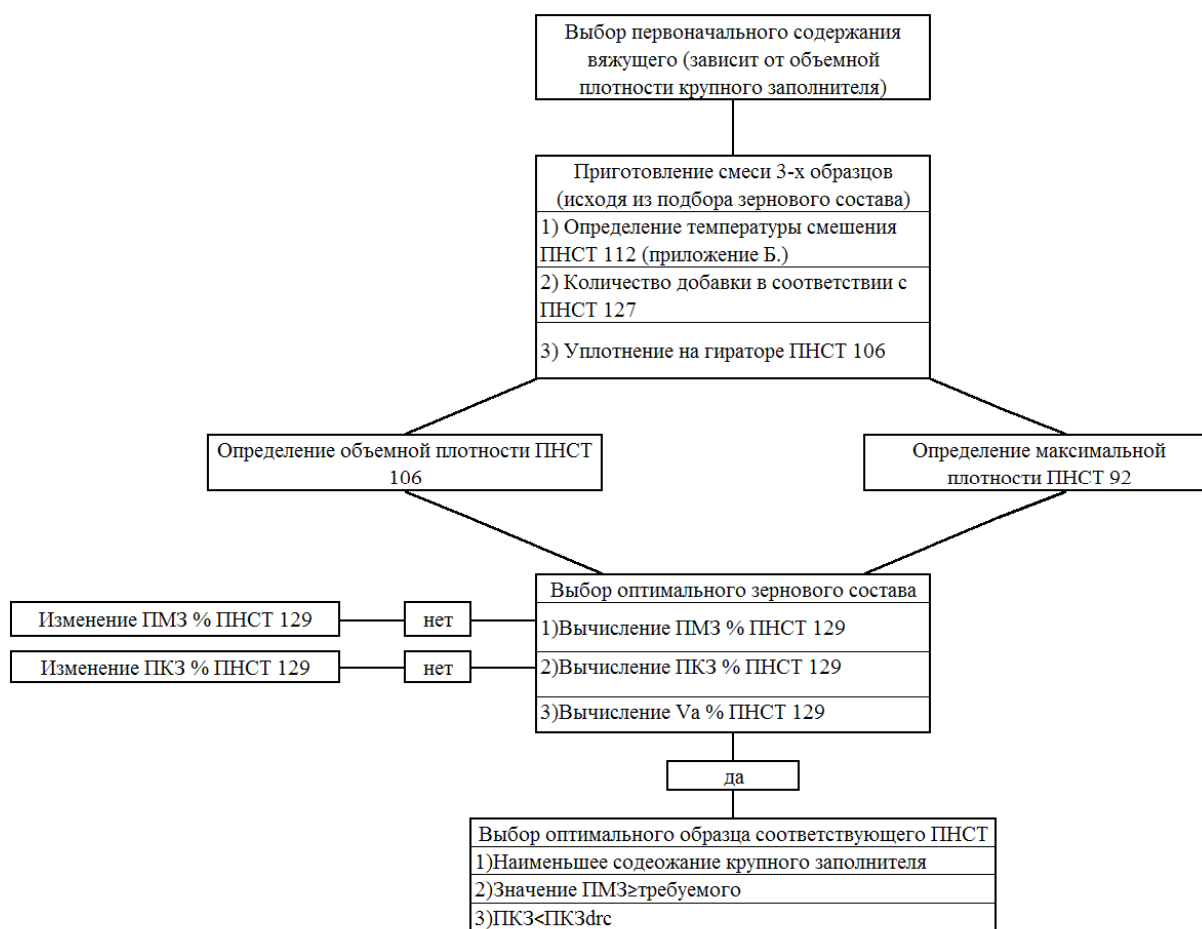 Выбор первоначального содержания
вяжущего (зависит от объемной
плотности крупного заполнителя)
Приготовление смеси 3-х образцов
(исходя из подбора зернового состава)
1) Определение температуры смешения
ПНСТ 112 (приложение Б.)
2) Количество добавки в соответствии с
ПНСТ 127
3) Уплотнение на гираторе ПНСТ 106
Определение объемной плотности ПНСТ
106
Определение максимальной
плотности ПНСТ 92
Выбор оптимального зернового состава
Изменение ПМЗ % ПНСТ 129
нет
1)Вычисление ПМЗ % ПНСТ 129
Изменение ПКЗ % ПНСТ 129
нет
2)Вычисление ПКЗ % ПНСТ 129
3)Вычисление Va % ПНСТ 129
да
Выбор оптимального образца соответствующего ПНСТ
1)Наименьшее содеожание крупного заполнителя
2)Значение ПМЗ≥требуемого
3)ПКЗ<ПКЗdrc